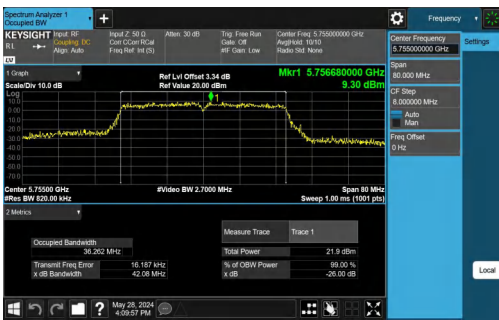 Spectrum Analyzer 1
Occupied BW
+
Frequency
KEYSIGHT Input: RF
Coupling: DC
Align: Auto
RL
Input Z: 50 Ω
Corr CCorr RCal
Freq Ref: Int (S)
Atten: 30 dB
Trig: Free Run
Gate: Off
#IF Gain: Low
Center Freq: 5.755000000 GHz
Avg|Hold: 10/10
Radio Std: None
LV
Center Frequency
5.755000000 GHz
Settings
Span
80.000 MHz
CF Step
8.000000 MHz
Auto
Man
Freq Offset
0 Hz
Local
1 Graph
Scale/Div 10.0 dB
Ref Lvl Offset 3.34 dB
Ref Value 20.00 dBm
Mkr1 5.756680000 GHz
9.30 dBm
Log
10.0
0.00
-10.0
-20.0
-30.0
-40.0
-50.0
-60.0
-70.0
1
Center 5.75500 GHz
#Res BW 820.00 kHz
#Video BW 2.7000 MHz
Span 80 MHz
Sweep 1.00 ms (1001 pts)
2 Metrics
Measure Trace Trace 1
Occupied Bandwidth
36.262 MHz
Total Power 21.9 dBm
Transmit Freq Error 16.187 kHz
% of OBW Power 99.00 %
x dB Bandwidth 42.08 MHz
x dB -26.00 dB
?
May 28, 2024
4:09:57 PM